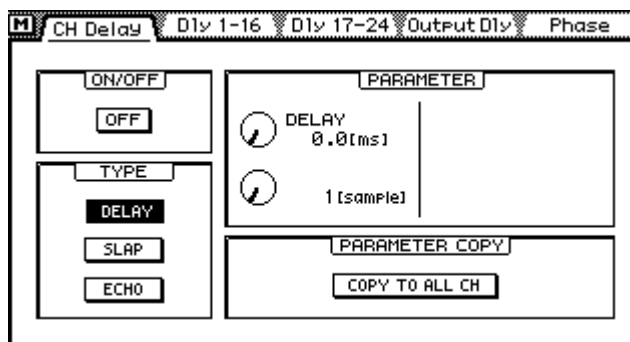 M CH Delay Dly 1-16 Dly 17-24 Output Dly Phase
ON/OFF
OFF
TYPE
DELAY
SLAP
ECHO
PARAMETER
DELAY
0.0[ms]
1[sample]
PARAMETER COPY
COPY TO ALL CH